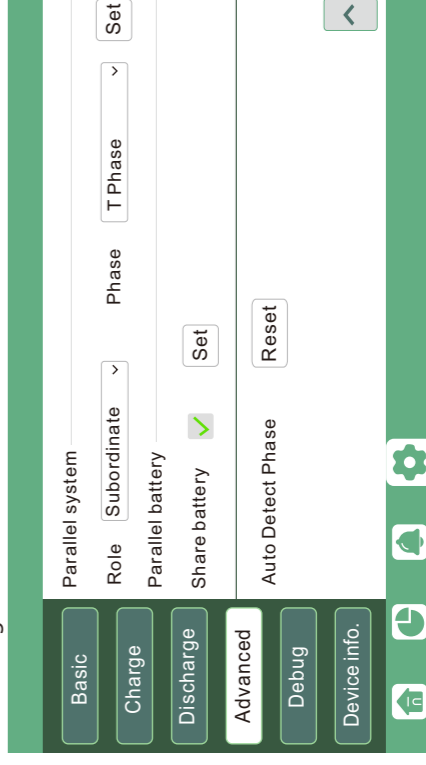 Parallel system
Role Subordinate Phase T Phase Set
Parallel battery
Share battery Set
Auto Detect Phase Reset
Basic
Charge
Discharge
Advanced
Debug
Device info.